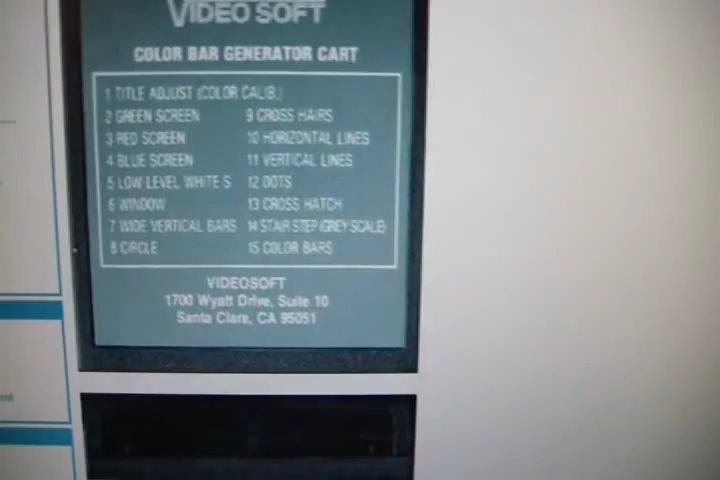 VIDEO SOFT
COLOR BAR GENERATOR CART
1 TITLE ADJUST (COLOR CALIB.)
2 GREEN SCREEN
3 RED SCREEN
4 BLUE SCREEN
5 LOW LEVEL WHITE S
6 WINDOW
7 WIDE VERTICAL BARS
8 CIRCLE
9 CROSS HAIRS
10 HORIZONTAL LINES
11 VERTICAL LINES
12 DOTS
13 CROSS HATCH
14 STAIR STEP (GREY SCALE)
15 COLOR BARS
VIDEOSOFT
1700 Wyatt Drive, Suite 10
Santa Clara, CA 95051